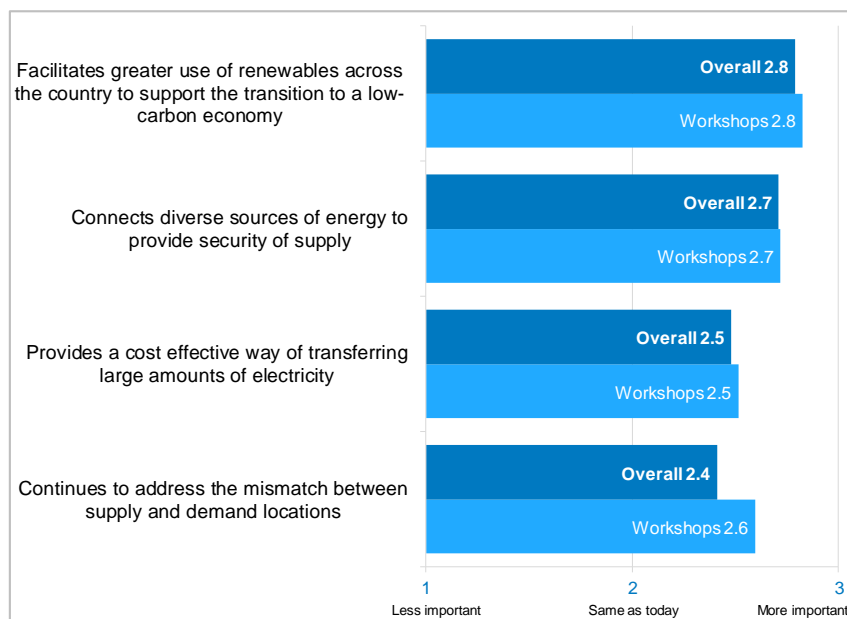 Facilitates greater use of renewables across
the country to support the transition to a low-
carbon economy
Overall 2.8
Workshops 2.8
Connects diverse sources of energy to
provide security of supply
Overall 2.7
Workshops 2.7
Provides a cost effective way of transferring
large amounts of electricity
Overall 2.5
Workshops 2.5
Continues to address the mismatch between
supply and demand locations
Overall 2.4
Workshops 2.6
1 2 3
Less important Same as today More important